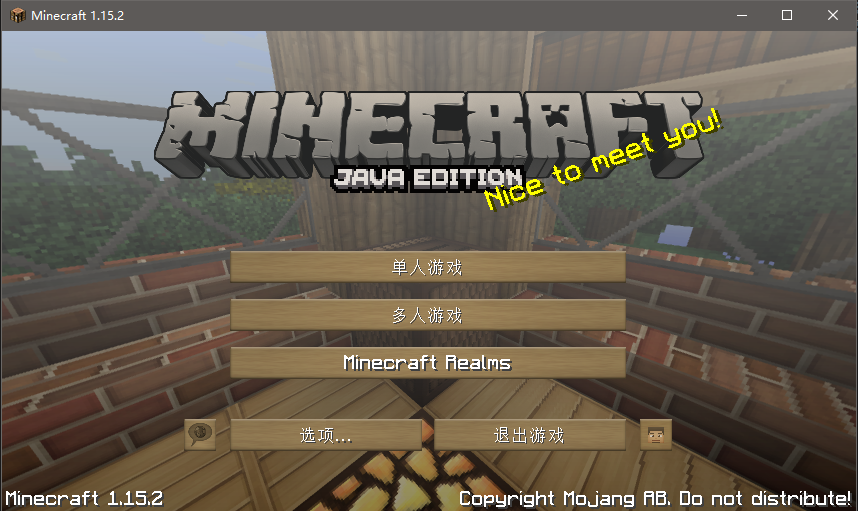 Minecraft 1.15.2
MINECRAFT
JAVA EDITION
Nice to meet you!
单人游戏
多人游戏
Minecraft Realms
选项...
退出游戏
Minecraft 1.15.2
Copyright Mojang AB. Do not distribute!